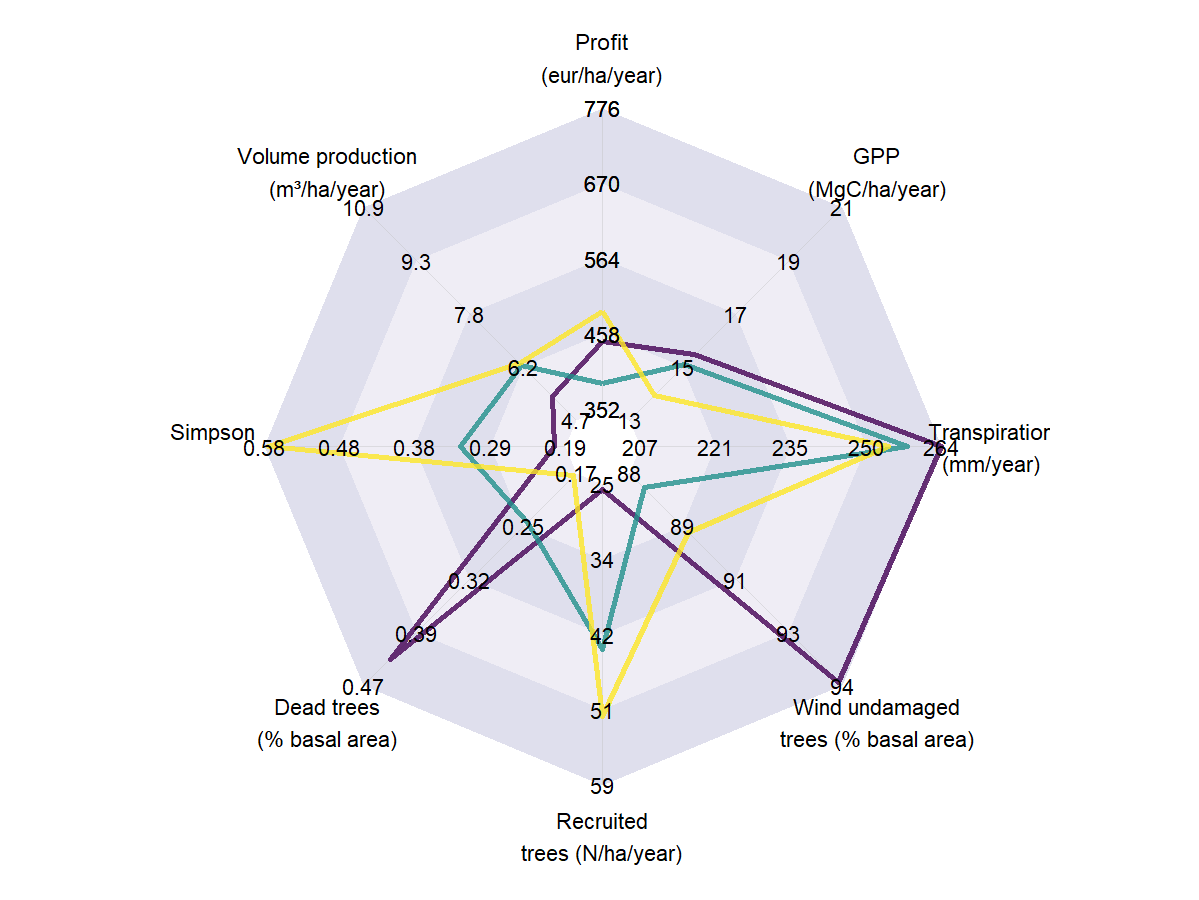 Profit
(eur/ha/year)
776
Volume production
(m³/ha/year)
10.9
GPP
(MgC/ha/year)
21
670
9.3
564
19
7.8
17
458
6.2
15
352
4.7
13
Simpson
0.58
0.48
0.38
0.29
0.19
207
221
235
250
264
Transpiratior
(mm/year)
0.17
25
88
0.25
89
34
0.32
91
0.39
42
93
0.47
94
Dead trees
(% basal area)
Wind undamaged
trees (% basal area)
51
59
Recruited
trees (N/ha/year)